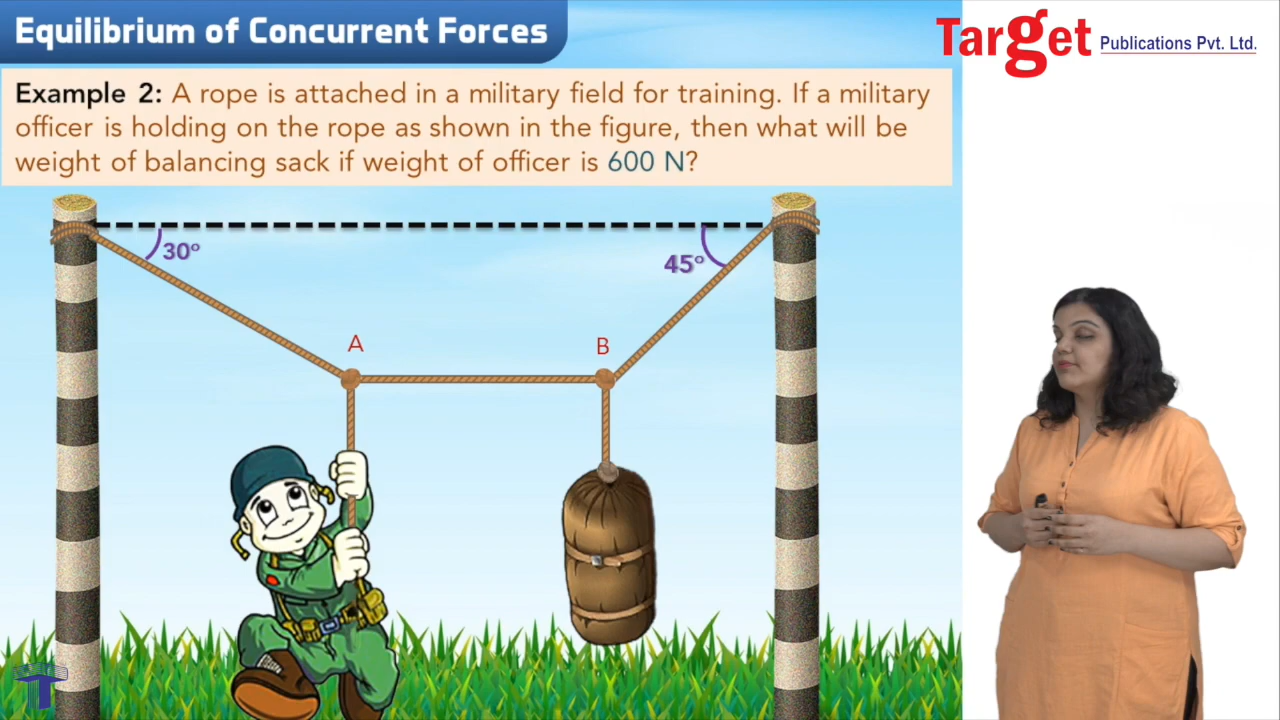 Equilibrium of Concurrent Forces
Target Publications Pvt. Ltd.
Example 2: A rope is attached in a military field for training. If a military
officer is holding on the rope as shown in the figure, then what will be
weight of balancing sack if weight of officer is 600 N?
30°
45°
A
B
T